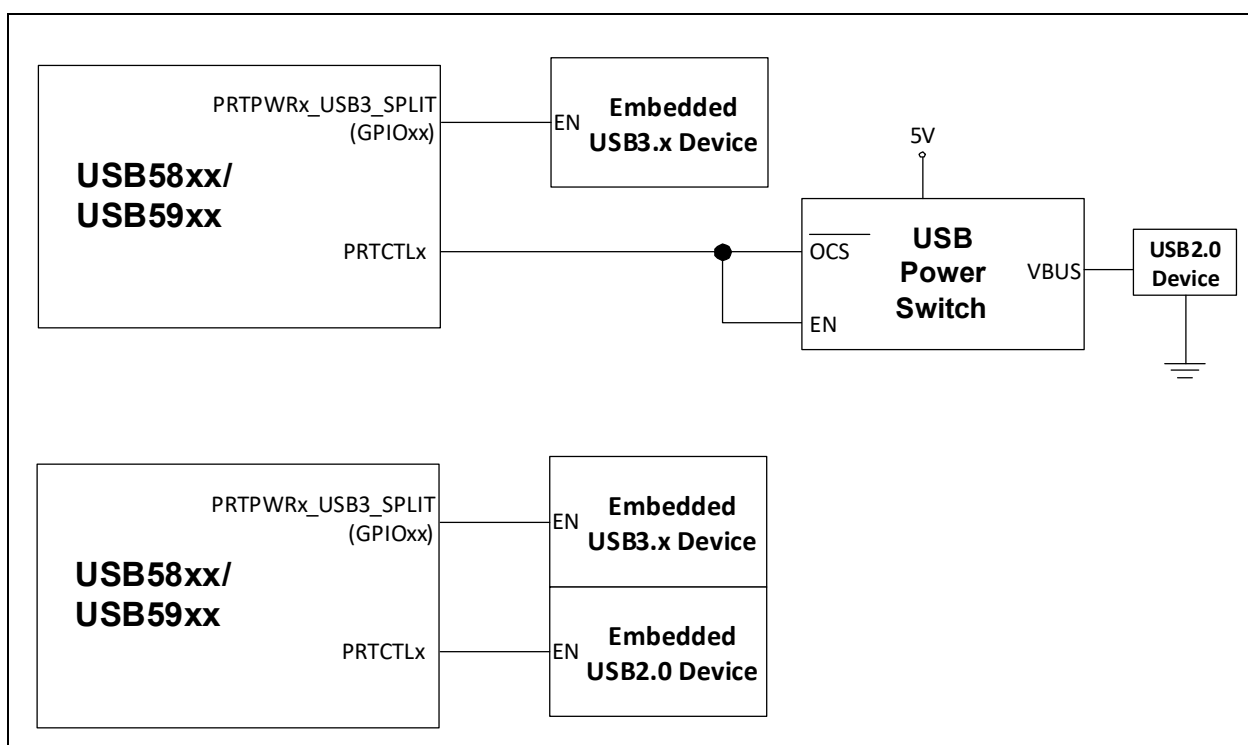 PRTPWRx_USB3_SPLIT
(GPIOxx)
USB58xx/
USB59xx
PRTCTLx
EN
Embedded
USB3.x Device
5V
OCS
EN
USB
Power
Switch
VBUS
USB2.0
Device
PRTPWRx_USB3_SPLIT
(GPIOxx)
USB58xx/
USB59xx
PRTCTLx
EN
Embedded
USB3.x Device
EN
Embedded
USB2.0 Device